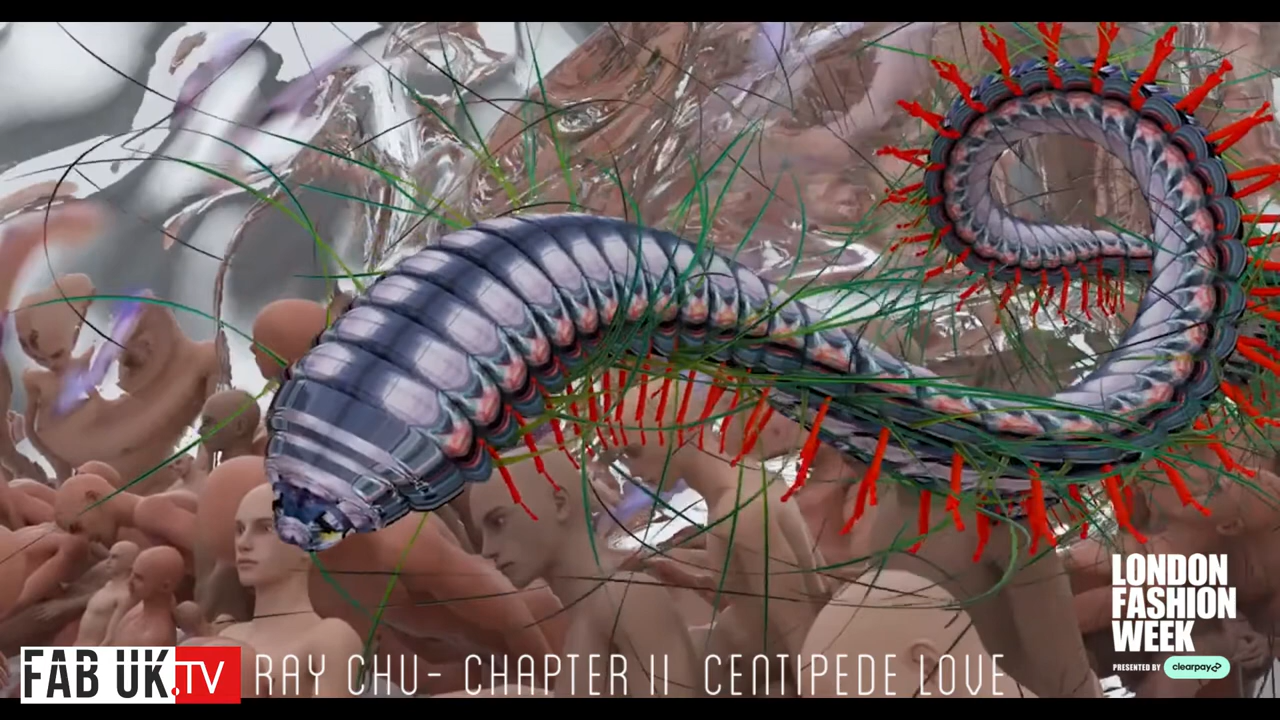 LONDON
FASHION
WEEK
PRESENTED BY clearpay
FAB UK.TV
RAY CHU- CHAPTER II CENTIPEDE LOVE